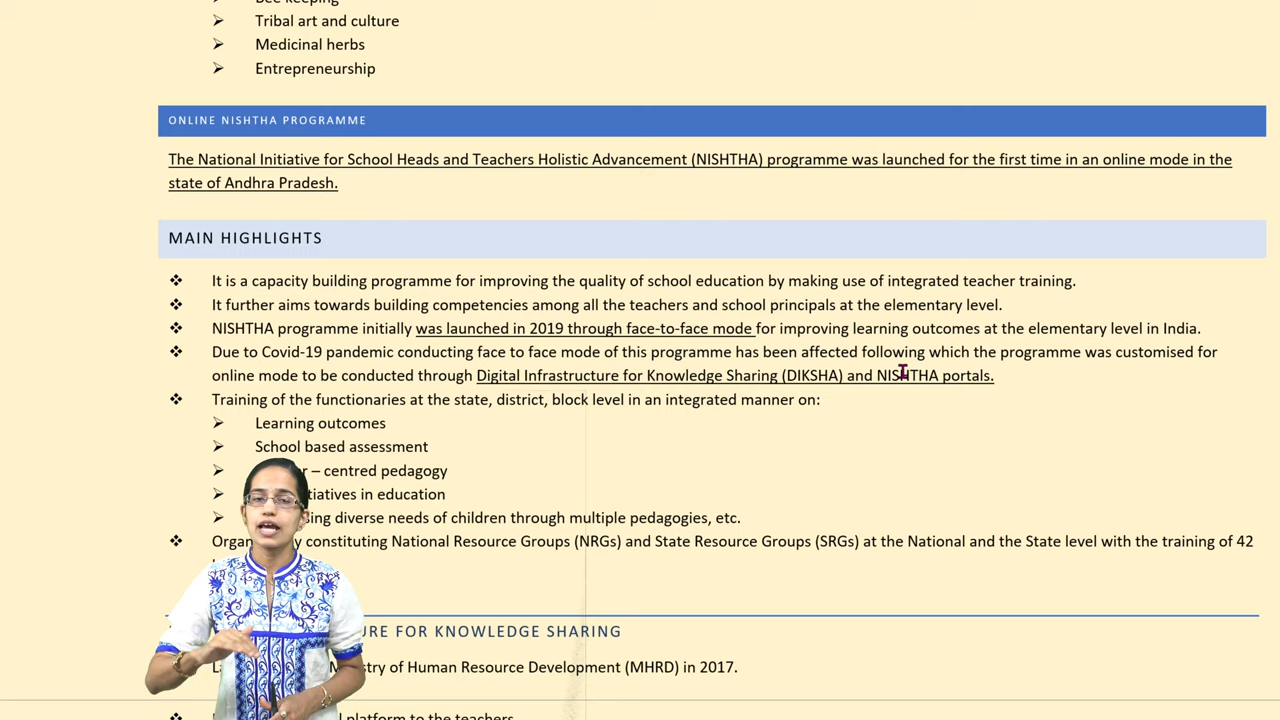 Tribal art and culture
Medicinal herbs
Entrepreneurship
ONLINE NISHTHA PROGRAMME
The National Initiative for School Heads and Teachers Holistic Advancement (NISHTHA) programme was launched for the first time in an online mode in the
state of Andhra Pradesh.
MAIN HIGHLIGHTS
It is a capacity building programme for improving the quality of school education by making use of integrated teacher training.
It further aims towards building competencies among all the teachers and school principals at the elementary level.
NISHTHA programme initially was launched in 2019 through face-to-face mode for improving learning outcomes at the elementary level in India.
Due to Covid-19 pandemic conducting face to face mode of this programme has been affected following which the programme was customised for
online mode to be conducted through Digital Infrastructure for Knowledge Sharing (DIKSHA) and NISHTHA portals.
Training of the functionaries at the state, district, block level in an integrated manner on:
Learning outcomes
School based assessment
– centred pedagogy
in education
diverse needs of children through multiple pedagogies, etc.
constituting National Resource Groups (NRGs) and State Resource Groups (SRGs) at the National and the State level with the training of 42
FOR KNOWLEDGE SHARING
of Human Resource Development (MHRD) in 2017.
platform to the teachers